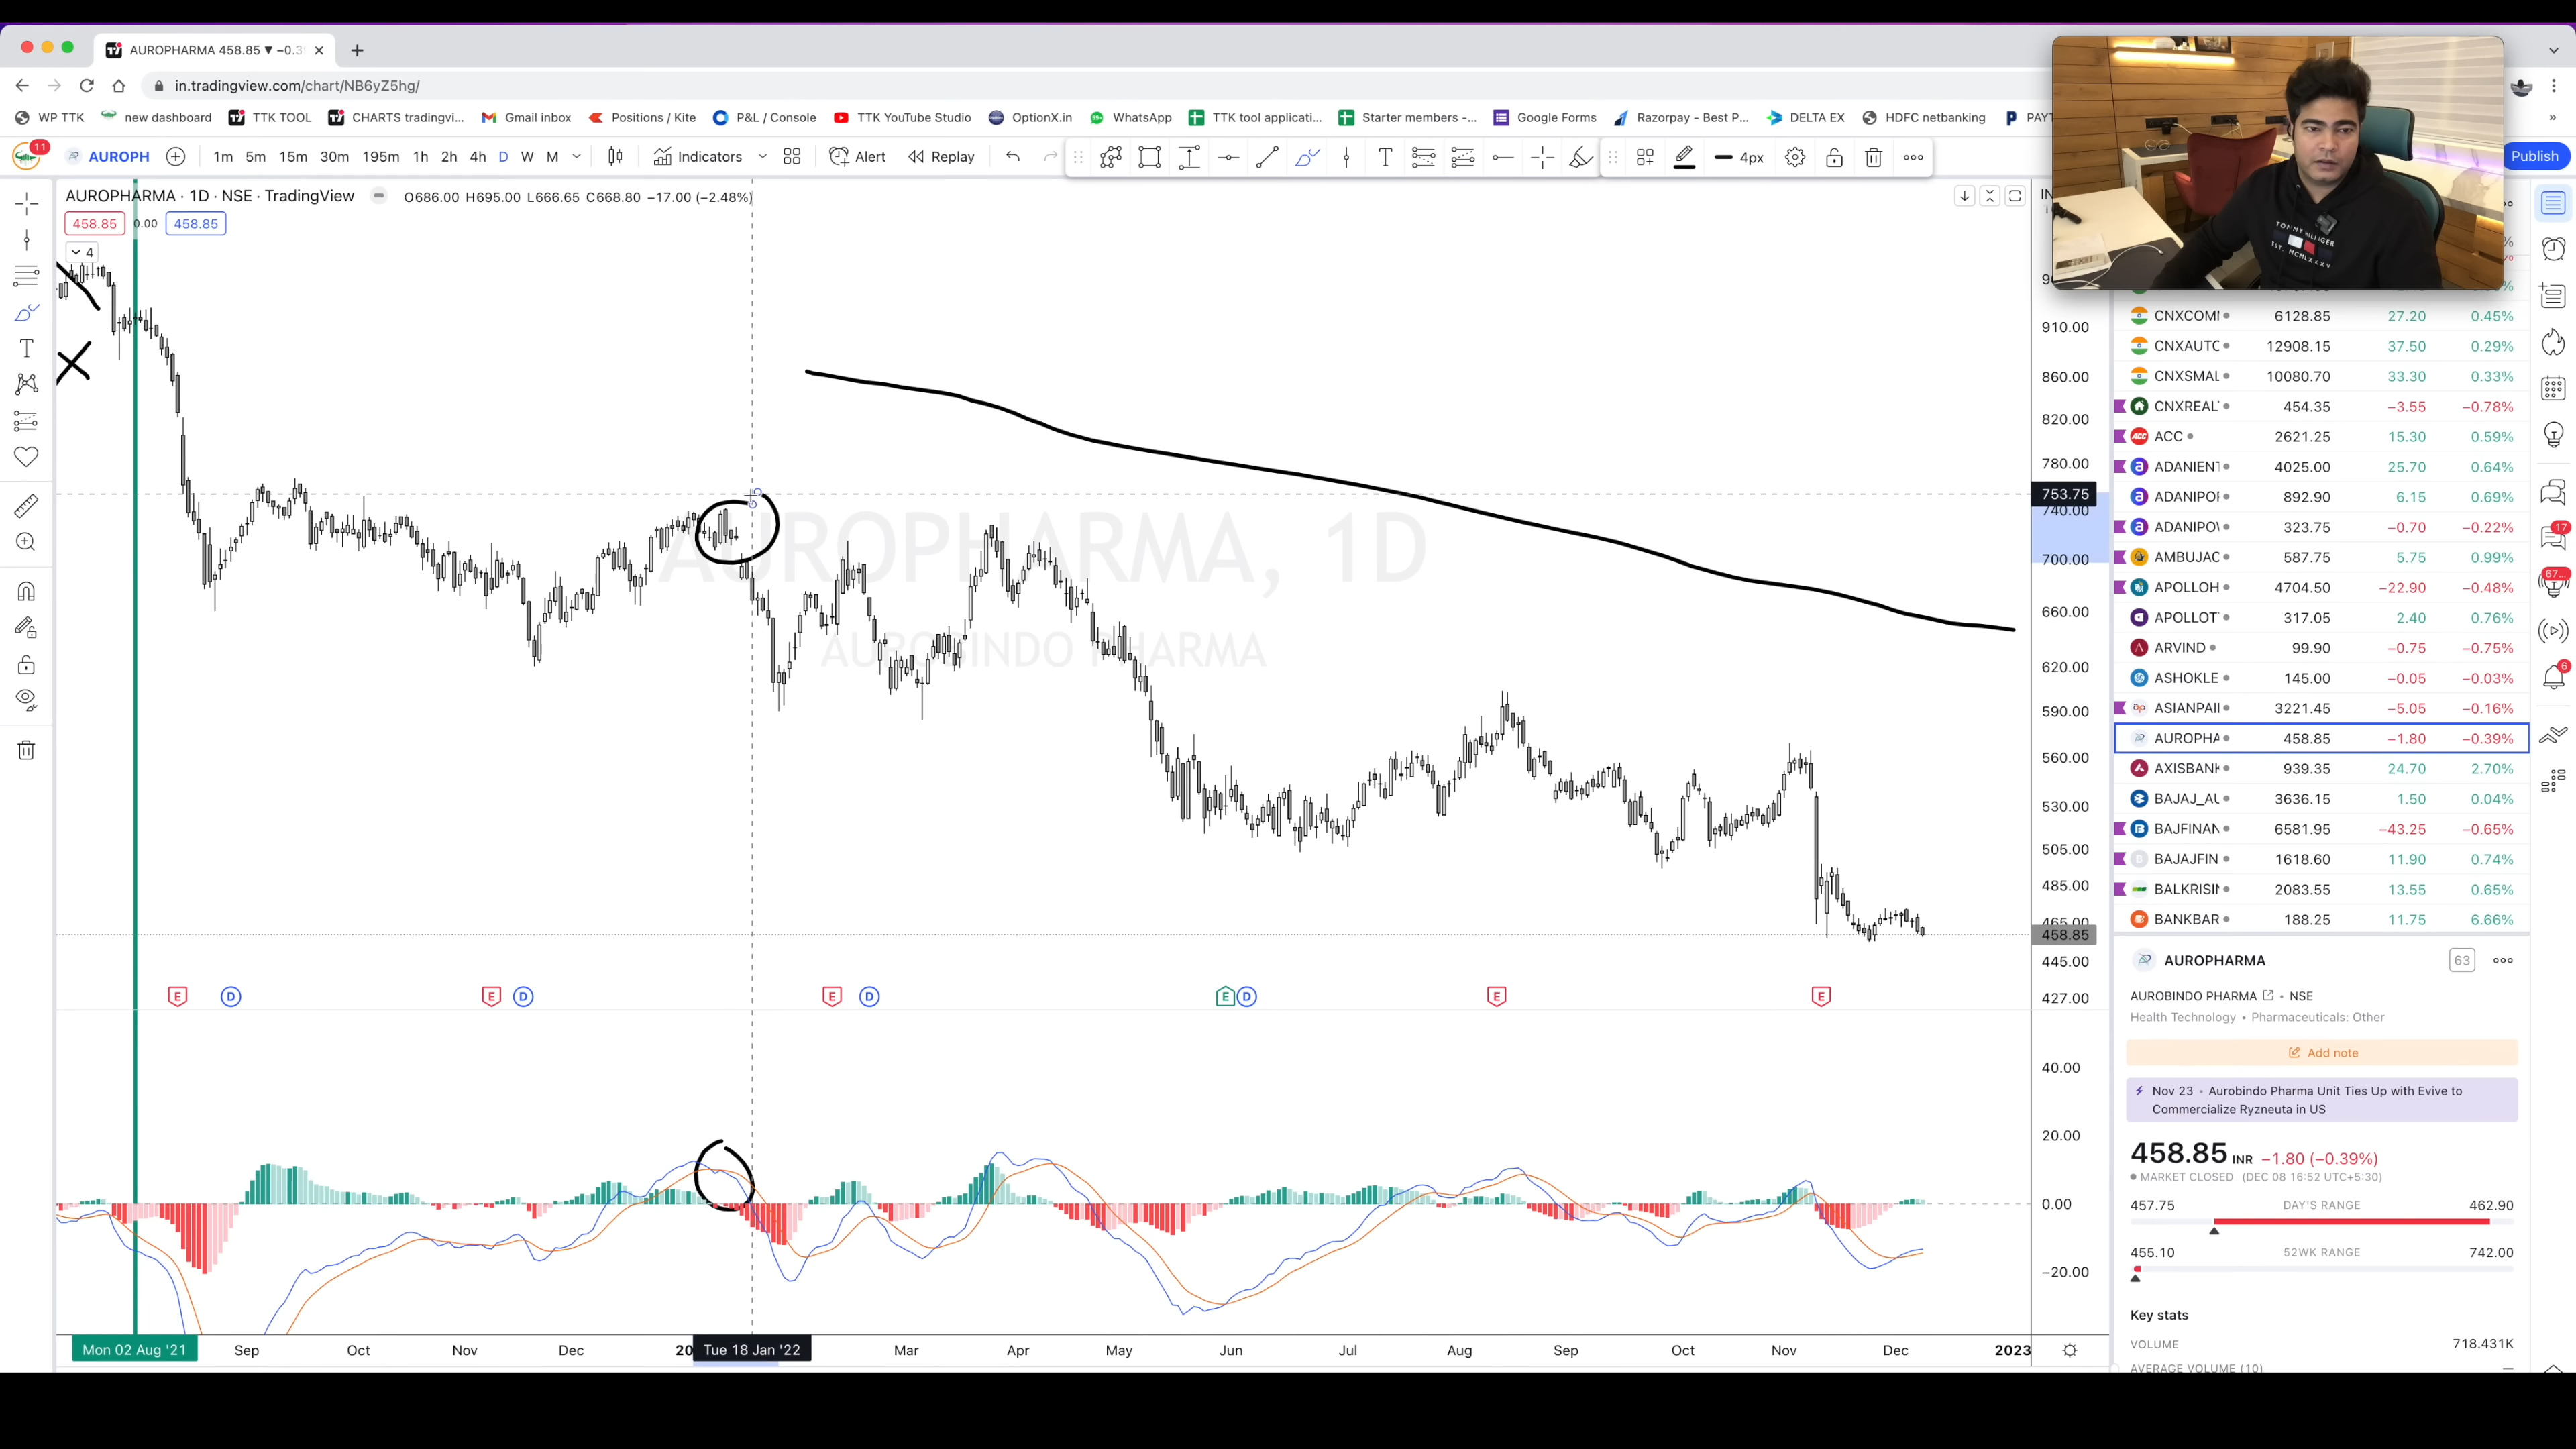 AUROPHARMA 458.85 ▼ −0.3
in.tradingview.com/chart/NB6yZ5hg/
WP TTK new dashboard TTK TOOL CHARTS tradingvi... Gmail inbox Positions / Kite P&L / Console TTK YouTube Studio OptionX.in WhatsApp TTK tool applicati... Starter members -... Google Forms Razorpay - Best P... DELTA EX HDFC netbanking PAYT
11 AUROPH 1m 5m 15m 30m 195m 1h 2h 4h D W M Indicators Alert Replay 4px Publish
AUROPHARMA · 1D · NSE · TradingView O686.00 H695.00 L666.65 C668.80 −17.00 (−2.48%)
458.85 0.00 458.85
4
AUROPHARMA, 1D
AUROBINDO PHARMA
910.00
860.00
820.00
780.00
753.75
740.00
700.00
660.00
620.00
590.00
560.00
530.00
505.00
485.00
465.00
458.85
445.00
427.00
E D E D E D E D E E
40.00
20.00
0.00
−20.00
Mon 02 Aug '21 Sep Oct Nov Dec 20 Tue 18 Jan '22 Mar Apr May Jun Jul Aug Sep Oct Nov Dec 2023
TOMMY HILFIGER
EST. MCMLXXXV
CNXCOM 6128.85 27.20 0.45%
CNXAUTC 12908.15 37.50 0.29%
CNXSMAL 10080.70 33.30 0.33%
CNXREAL 454.35 −3.55 −0.78%
ACC 2621.25 15.30 0.59%
ADANIENT 4025.00 25.70 0.64%
ADANIPOI 892.90 6.15 0.69%
ADANIPOW 323.75 −0.70 −0.22%
AMBUJAC 587.75 5.75 0.99%
APOLLOH 4704.50 −22.90 −0.48%
APOLLOT 317.05 2.40 0.76%
ARVIND 99.90 −0.75 −0.75%
ASHOKLE 145.00 −0.05 −0.03%
ASIANPAI 3221.45 −5.05 −0.16%
AUROPHA 458.85 −1.80 −0.39%
AXISBANK 939.35 24.70 2.70%
BAJAJ_AU 3636.15 1.50 0.04%
BAJFINAN 6581.95 −43.25 −0.65%
BAJAJFIN 1618.60 11.90 0.74%
BALKRISIN 2083.55 13.55 0.65%
BANKBAR 188.25 11.75 6.66%
17
67...
6
AUROPHARMA 63
AUROBINDO PHARMA • NSE
Health Technology • Pharmaceuticals: Other
Add note
Nov 23 • Aurobindo Pharma Unit Ties Up with Evive to
Commercialize Ryzneuta in US
458.85 INR −1.80 (−0.39%)
MARKET CLOSED (DEC 08 16:52 UTC+5:30)
457.75 DAY'S RANGE 462.90
455.10 52WK RANGE 742.00
Key stats
VOLUME 718.431K
AVERAGE VOLUME (10) —